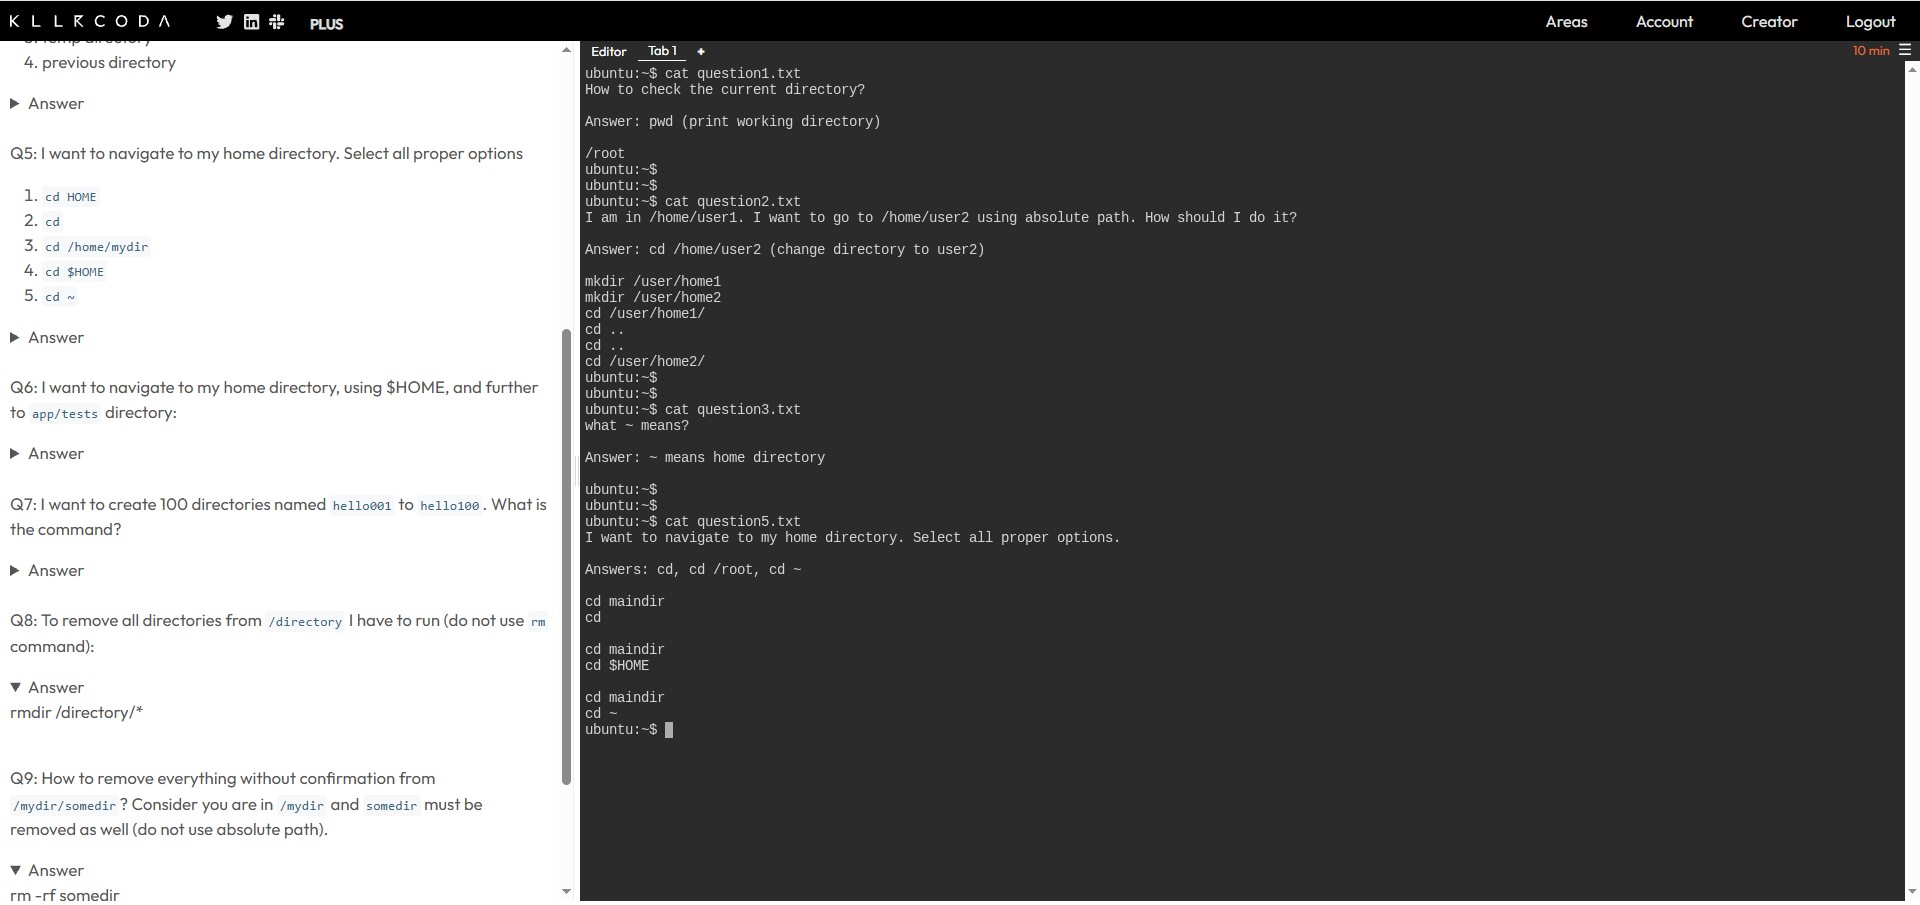 KLLRCODA
PLUS
Areas
Account
Creator
Logout
3. temp directory
4. previous directory
Answer
Q5: I want to navigate to my home directory. Select all proper options
1. cd HOME
2. cd
3. cd /home/mydir
4. cd $HOME
5. cd ~
Answer
Q6: I want to navigate to my home directory, using $HOME, and further
to app/tests directory:
Answer
Q7: I want to create 100 directories named hello001 to hello100. What is
the command?
Answer
Q8: To remove all directories from /directory I have to run (do not use rm
command):
Answer
rmdir /directory/*
Q9: How to remove everything without confirmation from
/mydir/somedir? Consider you are in /mydir and somedir must be
removed as well (do not use absolute path).
Answer
rm -rf somedir
Editor
Tab 1
+
10 min
ubuntu:~$ cat question1.txt
How to check the current directory?
Answer: pwd (print working directory)
/root
ubuntu:~$
ubuntu:~$
ubuntu:~$ cat question2.txt
I am in /home/user1. I want to go to /home/user2 using absolute path. How should I do it?
Answer: cd /home/user2 (change directory to user2)
mkdir /user/home1
mkdir /user/home2
cd /user/home1/
cd ..
cd ..
cd /user/home2/
ubuntu:~$
ubuntu:~$
ubuntu:~$ cat question3.txt
what ~ means?
Answer: ~ means home directory
ubuntu:~$
ubuntu:~$
ubuntu:~$ cat question5.txt
I want to navigate to my home directory. Select all proper options.
Answers: cd, cd /root, cd ~
cd maindir
cd
cd maindir
cd $HOME
cd maindir
cd ~
ubuntu:~$